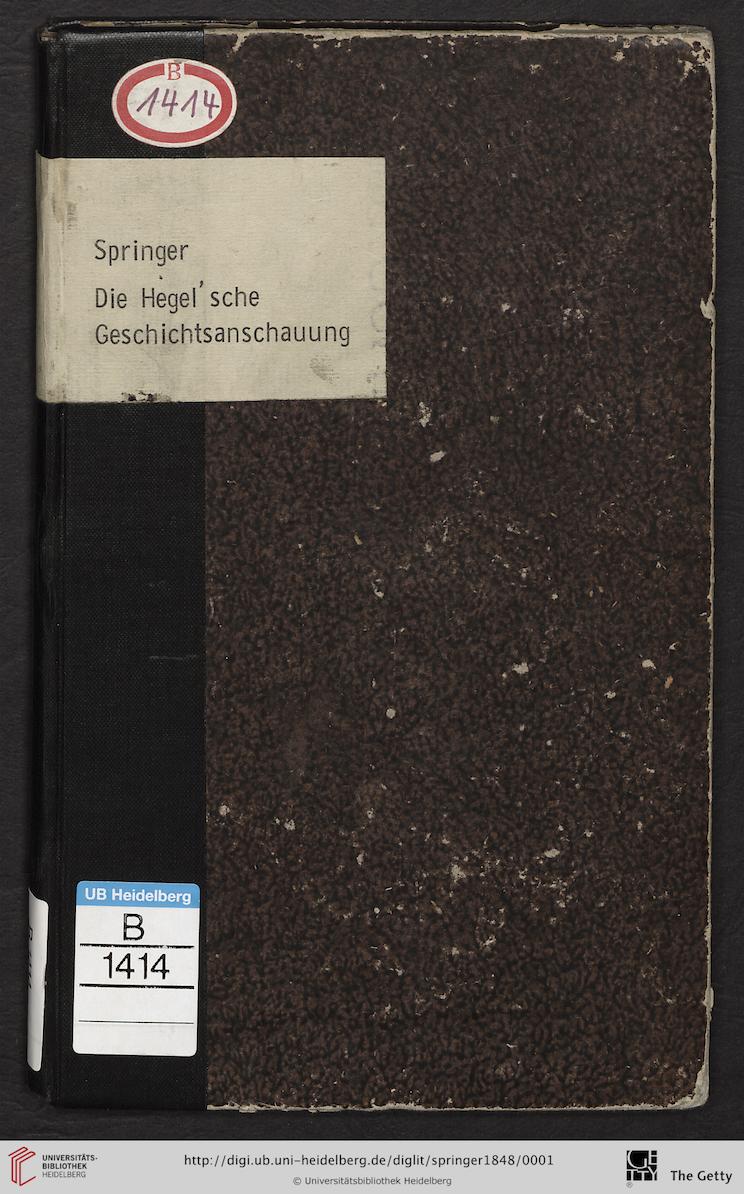 B
1414
Springer
Die Hegel'sche
Geschichtsanschauung
UB Heidelberg
B
1414
UNIVERSITÄTS-
BIBLIOTHEK
HEIDELBERG
http://digi.ub.uni-heidelberg.de/diglit/springer1848/0001
© Universitätsbibliothek Heidelberg
GETTY
The Getty